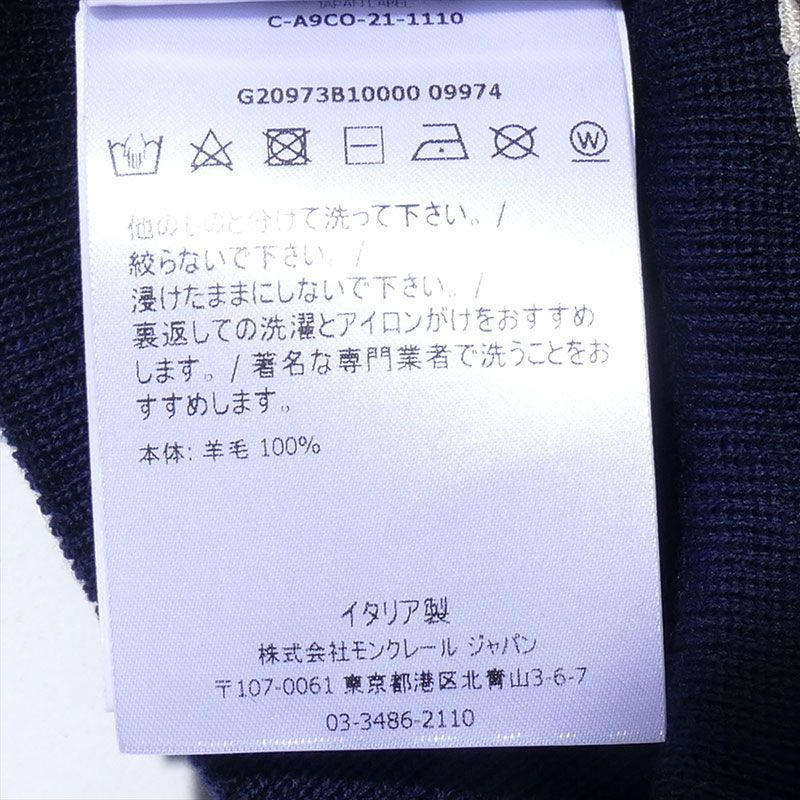 JAPAN LABEL
C-A9CO-21-1110
G20973B10000 09974
W
他のものと分けて洗って下さい。/
絞らないで下さい。/
浸けたままにしないで下さい。/
裏返しての洗濯とアイロンがけをおすすめ
します。/ 著名な専門業者で洗うことをお
すすめします。
本体: 羊毛 100%
イタリア製
株式会社モンクレール ジャパン
〒107-0061 東京都港区北青山3-6-7
03-3486-2110